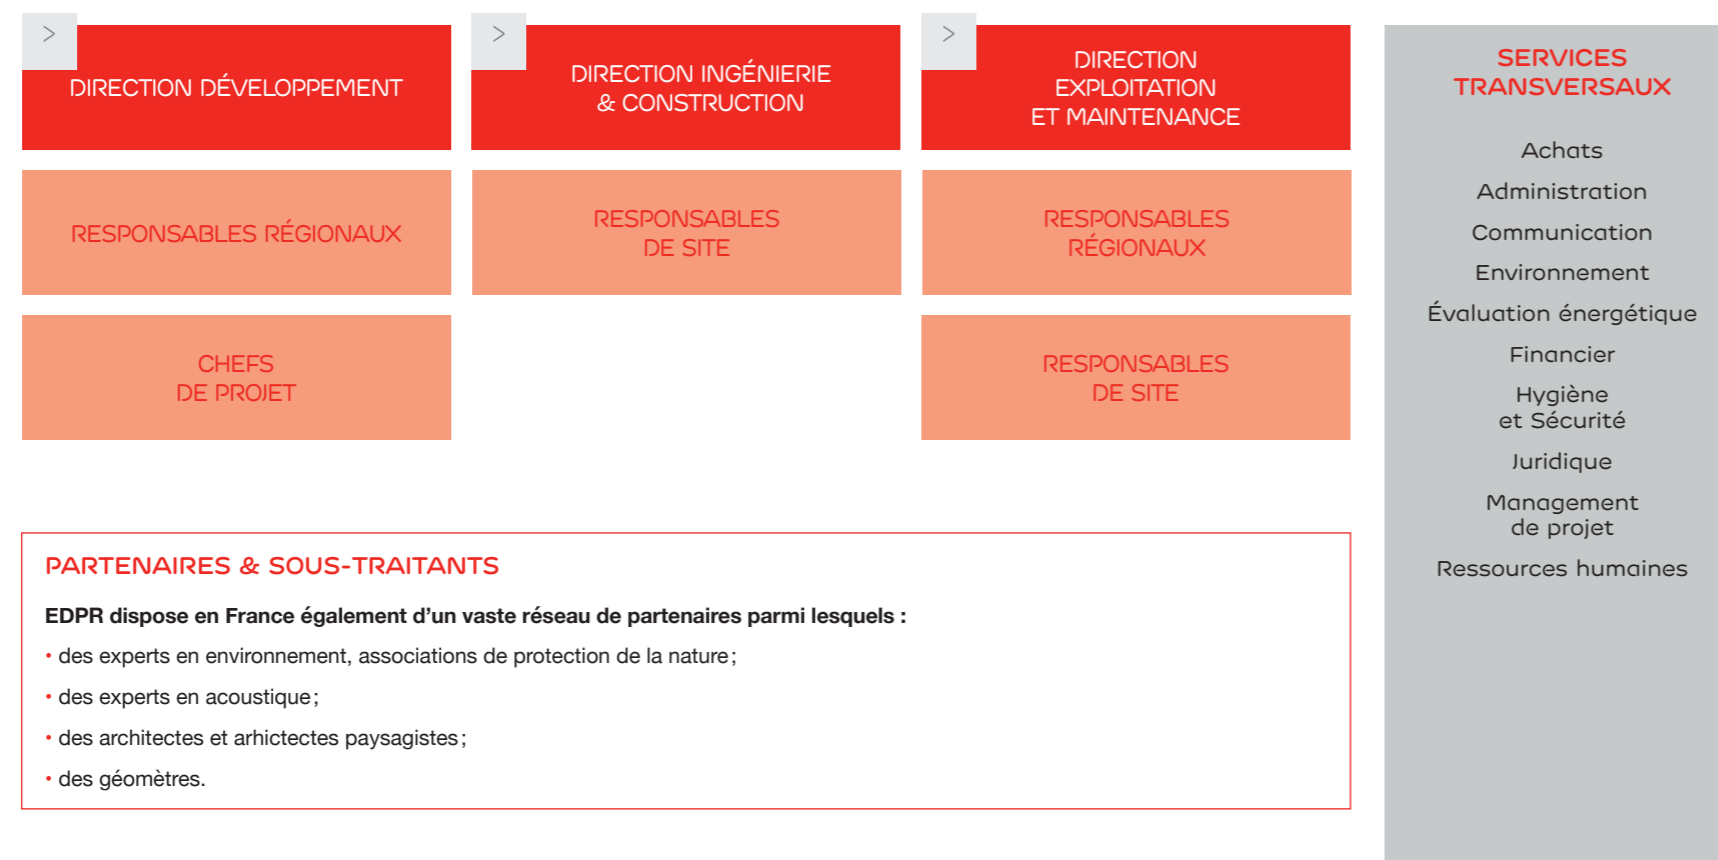 >
DIRECTION DÉVELOPPEMENT
>
DIRECTION INGÉNIERIE
& CONSTRUCTION
>
DIRECTION
EXPLOITATION
ET MAINTENANCE
RESPONSABLES RÉGIONAUX
RESPONSABLES
DE SITE
RESPONSABLES
RÉGIONAUX
CHEFS
DE PROJET
RESPONSABLES
DE SITE
PARTENAIRES & SOUS-TRAITANTS
EDPR dispose en France également d'un vaste réseau de partenaires parmi lesquels :
• des experts en environnement, associations de protection de la nature ;
• des experts en acoustique ;
• des architectes et arhictectes paysagistes ;
• des géomètres.
SERVICES
TRANSVERSAUX
Achats
Administration
Communication
Environnement
Évaluation énergétique
Financier
Hygiène
et Sécurité
Juridique
Management
de projet
Ressources humaines